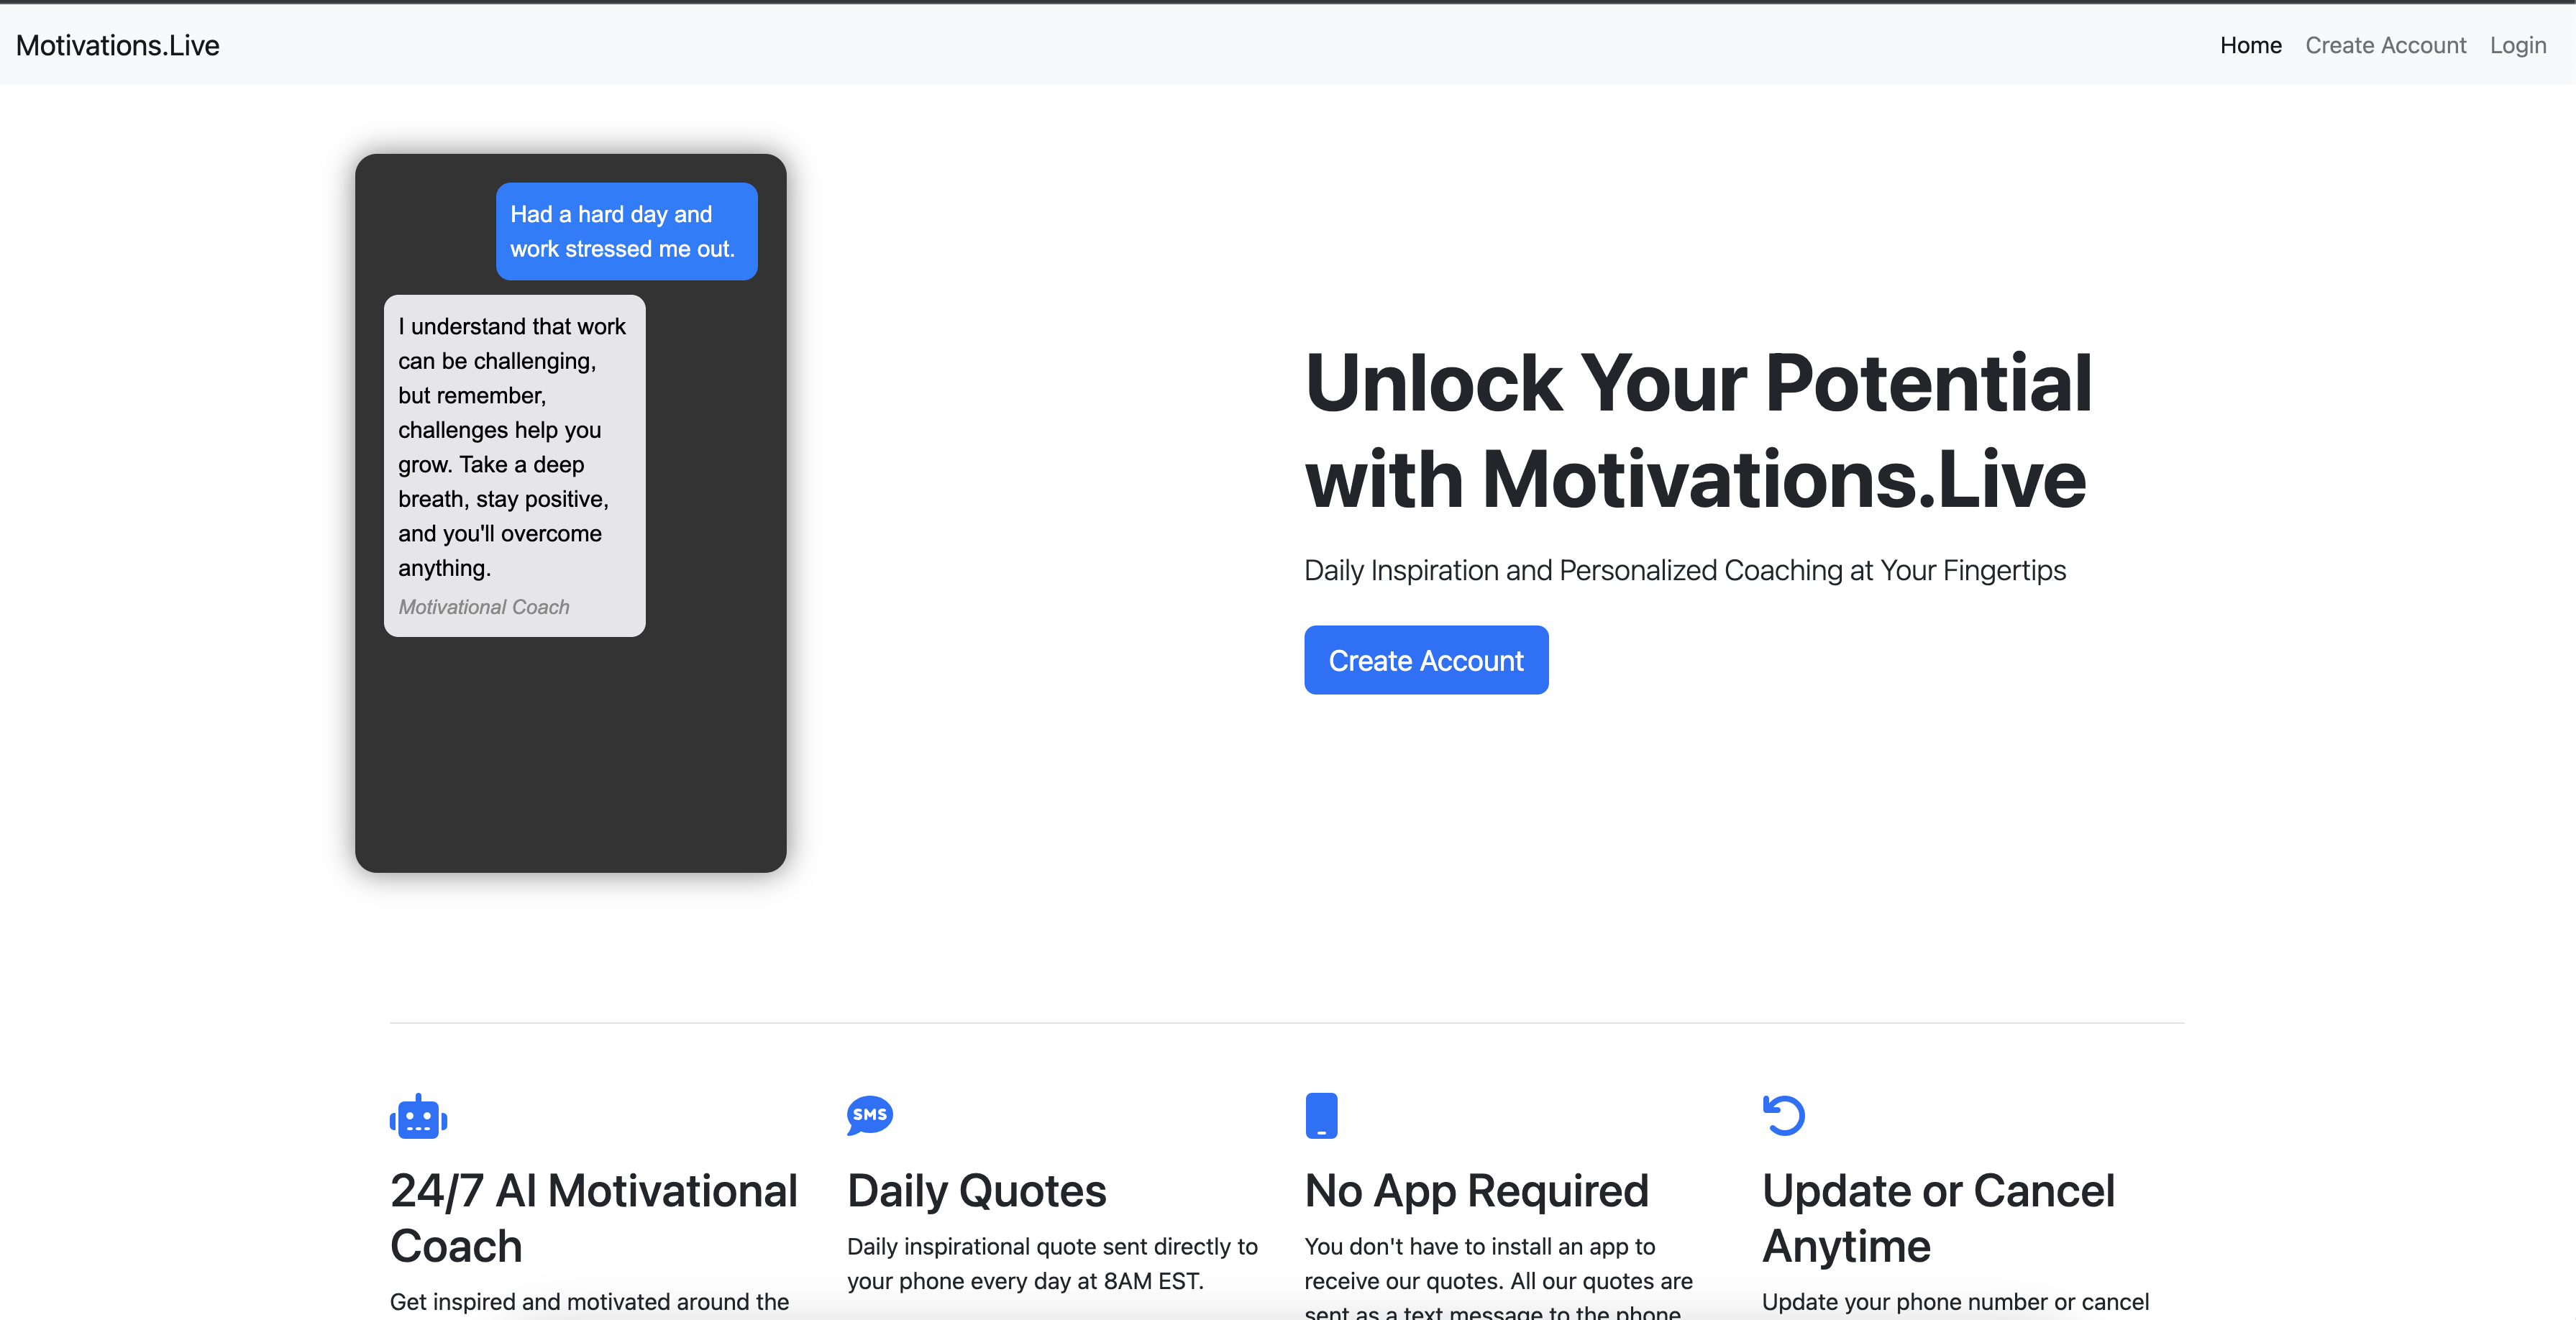 Motivations.Live
Home Create Account Login
Had a hard day and
work stressed me out.
I understand that work
can be challenging,
but remember,
challenges help you
grow. Take a deep
breath, stay positive,
and you'll overcome
anything.
Motivational Coach
Unlock Your Potential
with Motivations.Live
Daily Inspiration and Personalized Coaching at Your Fingertips
Create Account
24/7 AI Motivational
Coach
Get inspired and motivated around the
SMS
Daily Quotes
Daily inspirational quote sent directly to
your phone every day at 8AM EST.
No App Required
You don't have to install an app to
receive our quotes. All our quotes are
sent as a text message to the phone
Update or Cancel
Anytime
Update your phone number or cancel